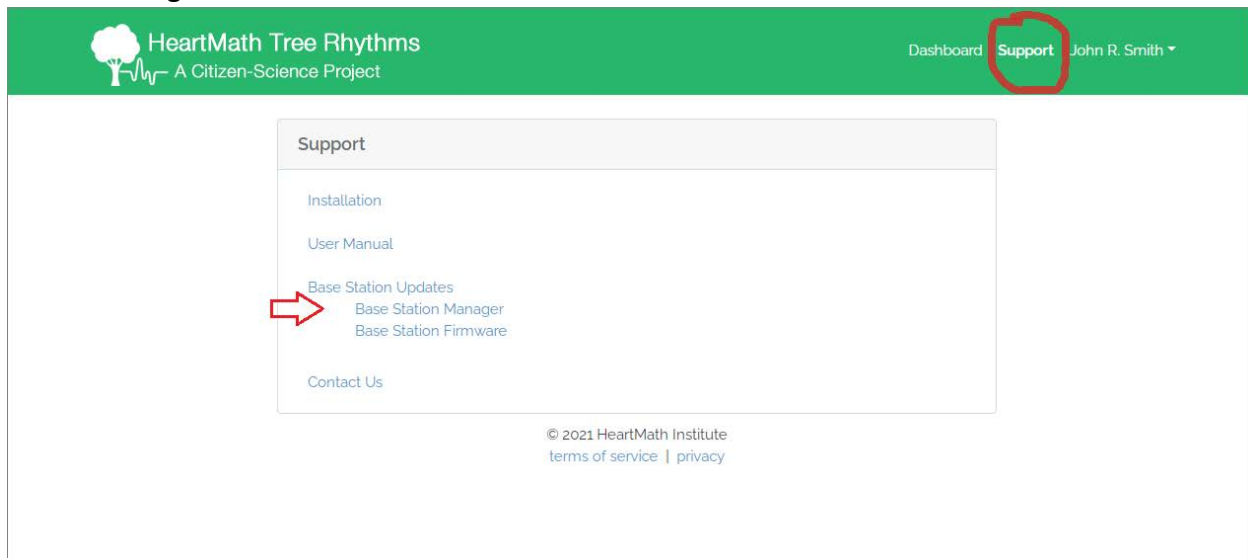 HeartMath Tree Rhythms
A Citizen-Science Project
Dashboard Support John R. Smith
Support
Installation
User Manual
Base Station Updates
Base Station Manager
Base Station Firmware
Contact Us
© 2021 HeartMath Institute
terms of service | privacy